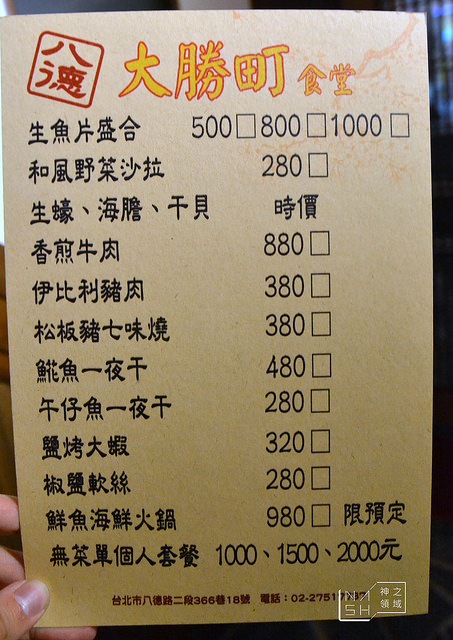 八德
大勝町食堂
生魚片盛合 500□800□1000□
和風野菜沙拉 280□
生蠔、海膽、干貝 時價
香煎牛肉 880□
伊比利豬肉 380□
松板豬七味燒 380□
鯱魚一夜干 480□
午仔魚一夜干 280□
鹽烤大蝦 320□
椒鹽軟絲 280□
鮮魚海鮮火鍋 980□ 限預定
無菜單個人套餐 1000、1500、2000元
台北市八德路二段366巷18號 電話：02-2751
SH 神之領域